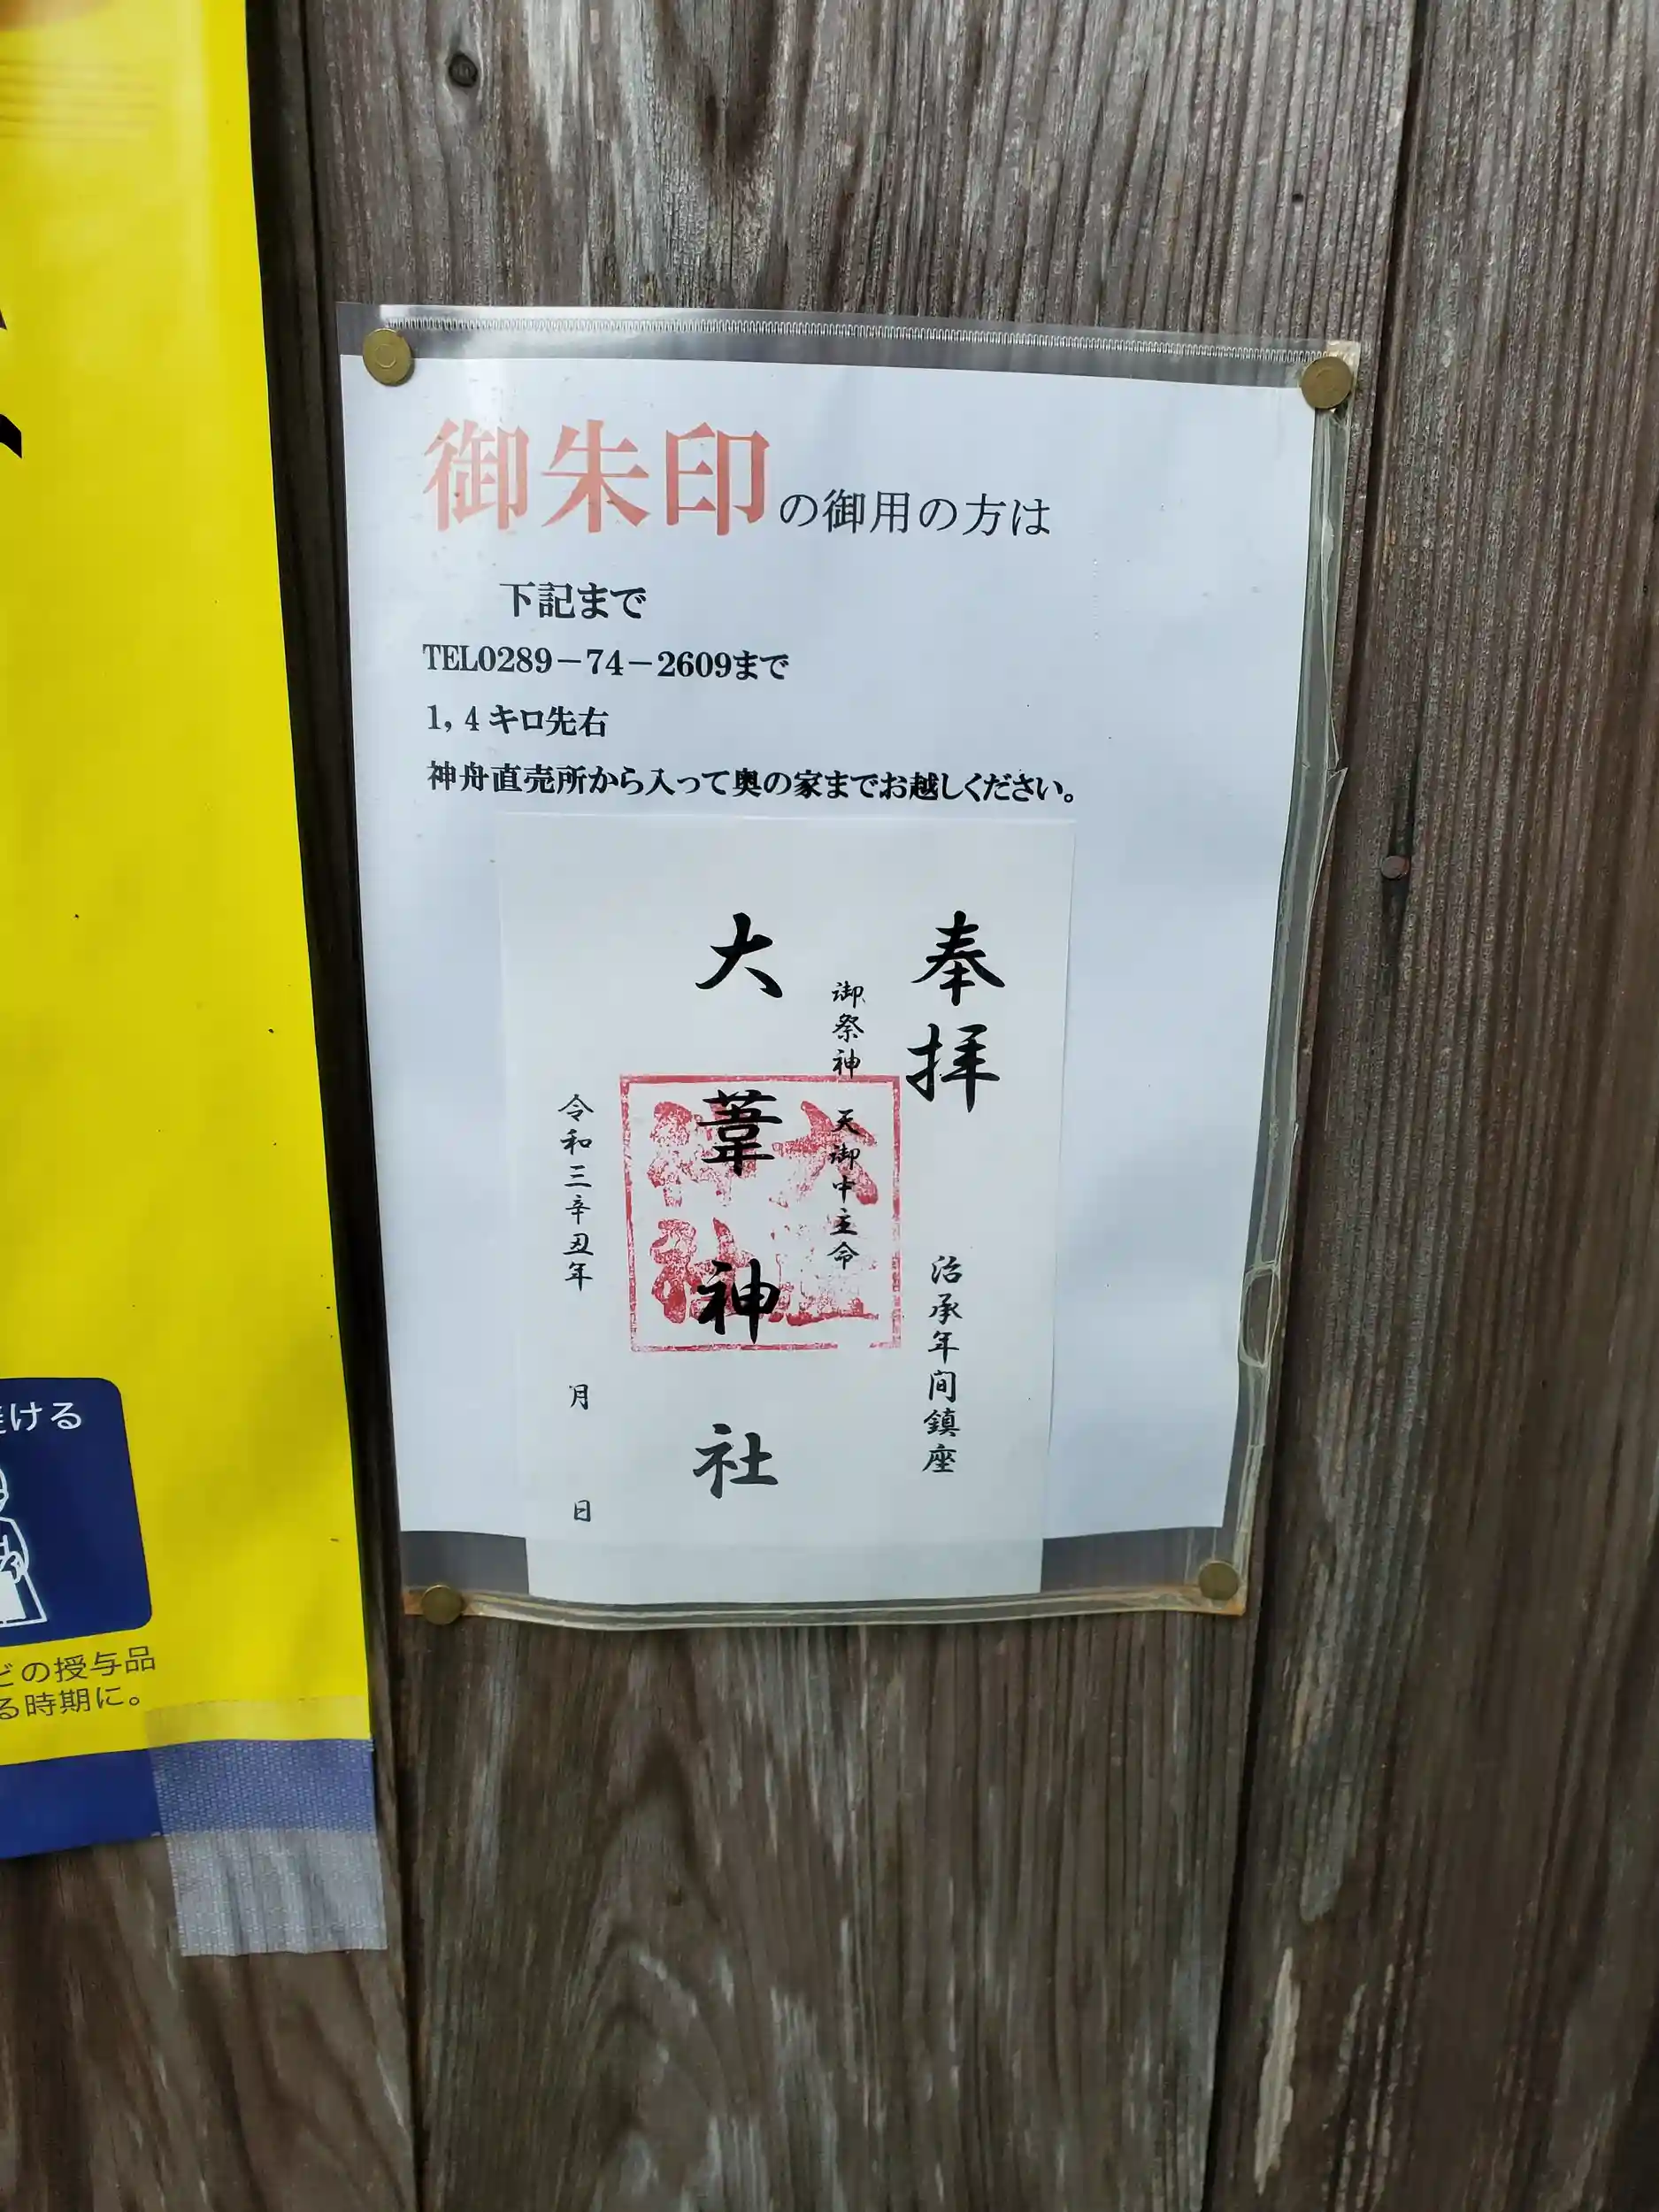 御朱印の御用の方は
下記まで
TEL0289-74-2609まで
1, 4キロ先右
神舟直売所から入って奥の家までお越しください。
奉拝
治承年間鎮座
御祭神 天御中主命
大葦神社
令和三辛丑年 月 日
ける
どの授与品
る時期に。